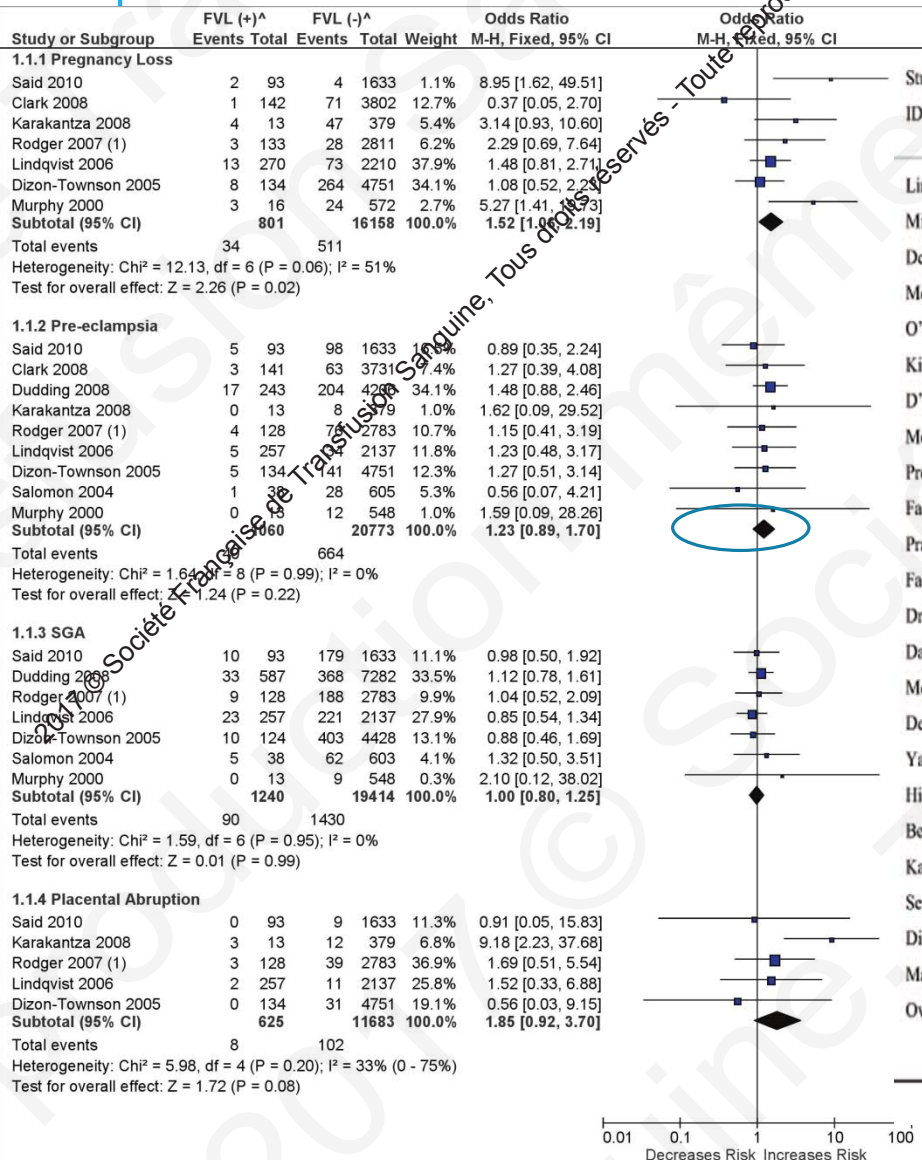 FVL (+)^ FVL (-)^ Odds Ratio Odds Ratio
Study or Subgroup Events Total Events Total Weight M-H, Fixed, 95% CI M-H, Fixed, 95% CI
1.1.1 Pregnancy Loss
Said 2010 2 93 4 1633 1.1% 8.95 [1.62, 49.51]
Clark 2008 1 142 71 3802 12.7% 0.37 [0.05, 2.70]
Karakantza 2008 4 13 47 379 5.4% 3.14 [0.93, 10.60]
Rodger 2007 (1) 3 133 28 2811 6.1% 2.29 [0.69, 7.64]
Lindqvist 2006 13 270 73 2210 37.9% 1.48 [0.81, 2.71]
Dizon-Townson 2005 8 134 264 4751 34.1% 1.08 [0.52,
Murphy 2000 3 16 24 572 2.7% 5.27 [1.41,
Subtotal (95% CI) 801 16158 100.0% 1.52 2.19]
Total events 34 511
Heterogeneity: Chi² = 12.13, df = 6 (P = 0.06); I² = 51%
Test for overall effect: Z = 2.26 (P = 0.02)
1.1.2 Pre-eclampsia
Said 2010 5 93 98 1633 0.89 [0.35, 2.24]
Clark 2008 3 141 63 3731 7.4% 1.27 [0.39, 4.08]
Dudding 2008 17 243 204 34.1% 1.48 [0.88, 2.46]
Karakantza 2008 0 13 8 379 1.0% 1.62 [0.09, 29.52]
Rodger 2007 (1) 4 128 2783 10.7% 1.15 [0.41, 3.19]
Lindqvist 2006 5 257 2137 11.8% 1.23 [0.48, 3.17]
Dizon-Townson 2005 5 134 141 4751 12.3% 1.27 [0.51, 3.14]
Salomon 2004 1 28 605 5.3% 0.56 [0.07, 4.21]
Murphy 2000 0 12 548 1.0% 1.59 [0.09, 28.26]
Subtotal (95% CI) 1060 20773 100.0% 1.23 [0.89, 1.70]
Total events 664
Heterogeneity: Chi² = 1.64, df = 8 (P = 0.99); I² = 0%
Test for overall effect: Z = 1.24 (P = 0.22)
1.1.3 SGA
Said 2010 10 93 179 1633 11.1% 0.98 [0.50, 1.92]
Dudding 2008 33 587 368 7282 33.5% 1.12 [0.78, 1.61]
Rodger 2007 (1) 9 128 188 2783 9.9% 1.04 [0.52, 2.09]
Lindqvist 2006 23 257 221 2137 27.9% 0.85 [0.54, 1.34]
Dizon-Townson 2005 10 124 403 4428 13.1% 0.88 [0.46, 1.69]
Salomon 2004 5 38 62 603 4.1% 1.32 [0.50, 3.51]
Murphy 2000 0 13 9 548 0.3% 2.10 [0.12, 38.02]
Subtotal (95% CI) 1240 19414 100.0% 1.00 [0.80, 1.25]
Total events 90 1430
Heterogeneity: Chi² = 1.59, df = 6 (P = 0.95); I² = 0%
Test for overall effect: Z = 0.01 (P = 0.99)
1.1.4 Placental Abruption
Said 2010 0 93 9 1633 11.3% 0.91 [0.05, 15.83]
Karakantza 2008 3 13 12 379 6.8% 9.18 [2.23, 37.68]
Rodger 2007 (1) 3 128 39 2783 36.9% 1.69 [0.51, 5.54]
Lindqvist 2006 2 257 11 2137 25.8% 1.52 [0.33, 6.88]
Dizon-Townson 2005 0 134 31 4751 19.1% 0.56 [0.03, 9.15]
Subtotal (95% CI) 625 11683 100.0% 1.85 [0.92, 3.70]
Total events 8 102
Heterogeneity: Chi² = 5.98, df = 4 (P = 0.20); I² = 33% (0 - 75%)
Test for overall effect: Z = 1.72 (P = 0.08)
0.01 0.1 1 10 100
Decreases Risk Increases Risk
2017 © Société Française de Transfusion Sanguine, Tous droits réservés - Toute reprod